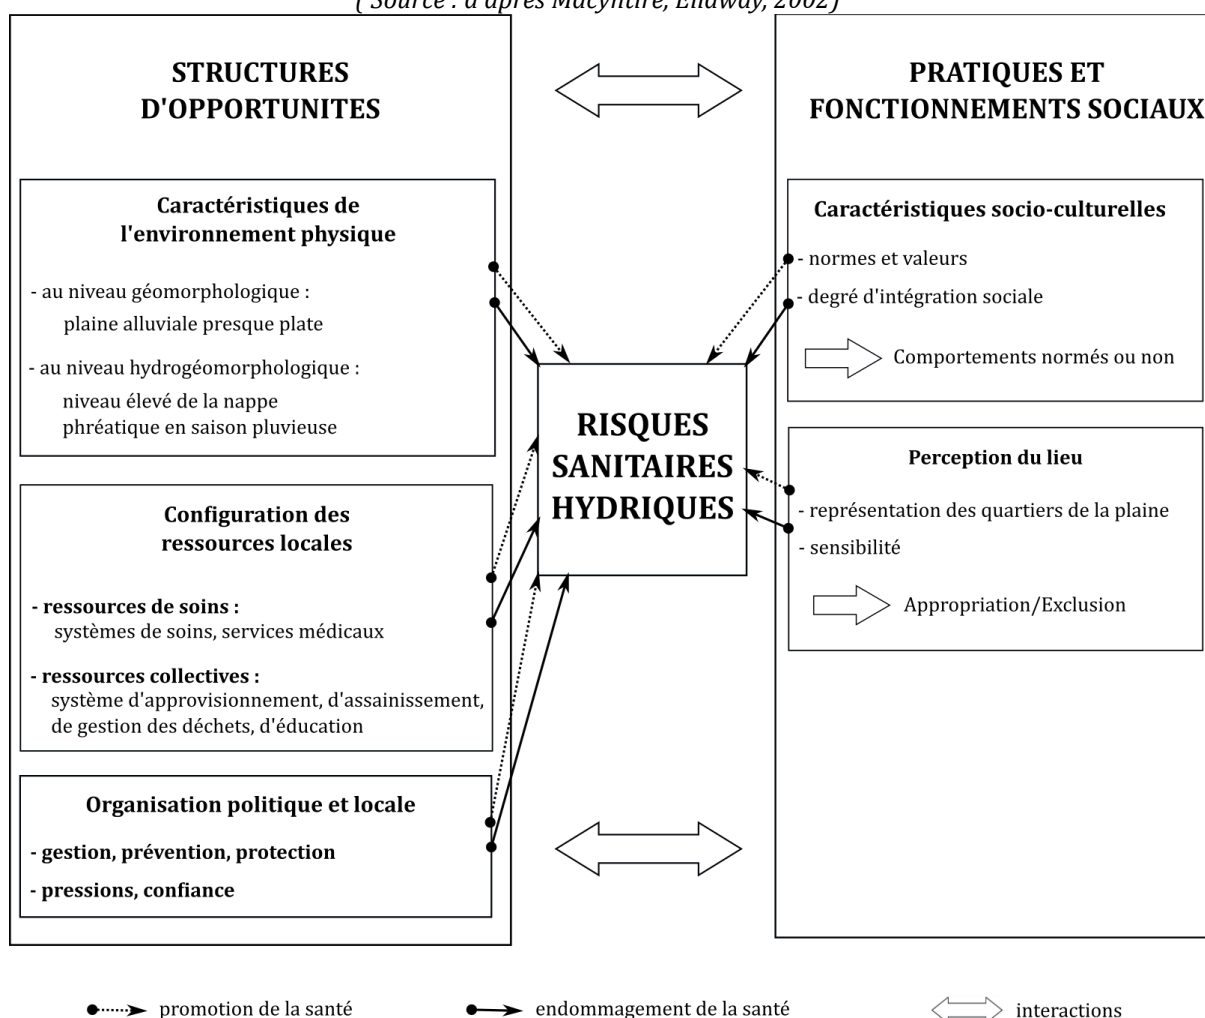 ( Source : d'après Macyntire, Ellaway, 2002)
STRUCTURES
D'OPPORTUNITES
Caractéristiques de
l'environnement physique
- au niveau géomorphologique :
plaine alluviale presque plate
- au niveau hydrogéomorphologique :
niveau élevé de la nappe
phréatique en saison pluvieuse
Configuration des
ressources locales
- ressources de soins :
systèmes de soins, services médicaux
- ressources collectives :
système d'approvisionnement, d'assainissement,
de gestion des déchets, d'éducation
Organisation politique et locale
- gestion, prévention, protection
- pressions, confiance
RISQUES
SANITAIRES
HYDRIQUES
PRATIQUES ET
FONCTIONNEMENTS SOCIAUX
Caractéristiques socio-culturelles
- normes et valeurs
- degré d'intégration sociale
Comportements normés ou non
Perception du lieu
- représentation des quartiers de la plaine
- sensibilité
Appropriation/Exclusion
promotion de la santé
endommagement de la santé
interactions